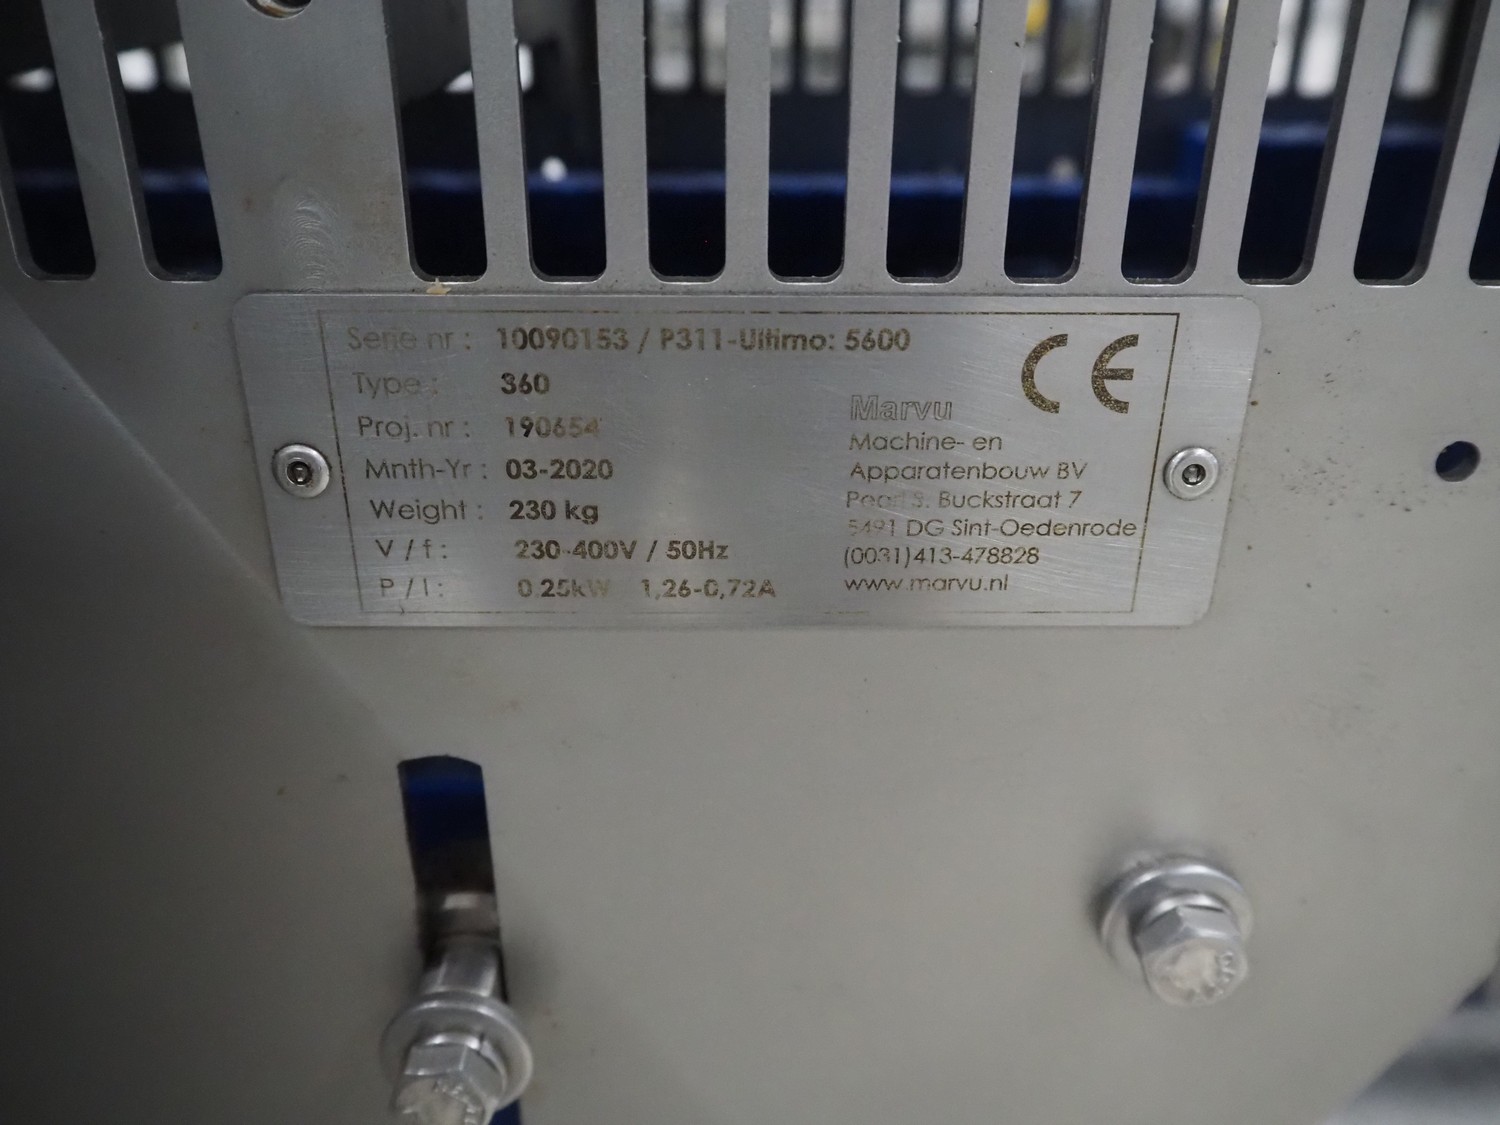 Serie nr : 10090153 / P311-Ultimo: 5600
Type : 360
Proj. nr : 190654
Mnth-Yr : 03-2020
Weight : 230 kg
V / f : 230-400V / 50Hz
P / I : 0.25kW 1,26-0,72A
CE
Marvu
Machine- en
Apparatenbouw BV
S. Buckstraat 7
5491 DG Sint-Oedenrode
(0031)413-478828
www.marvu.nl